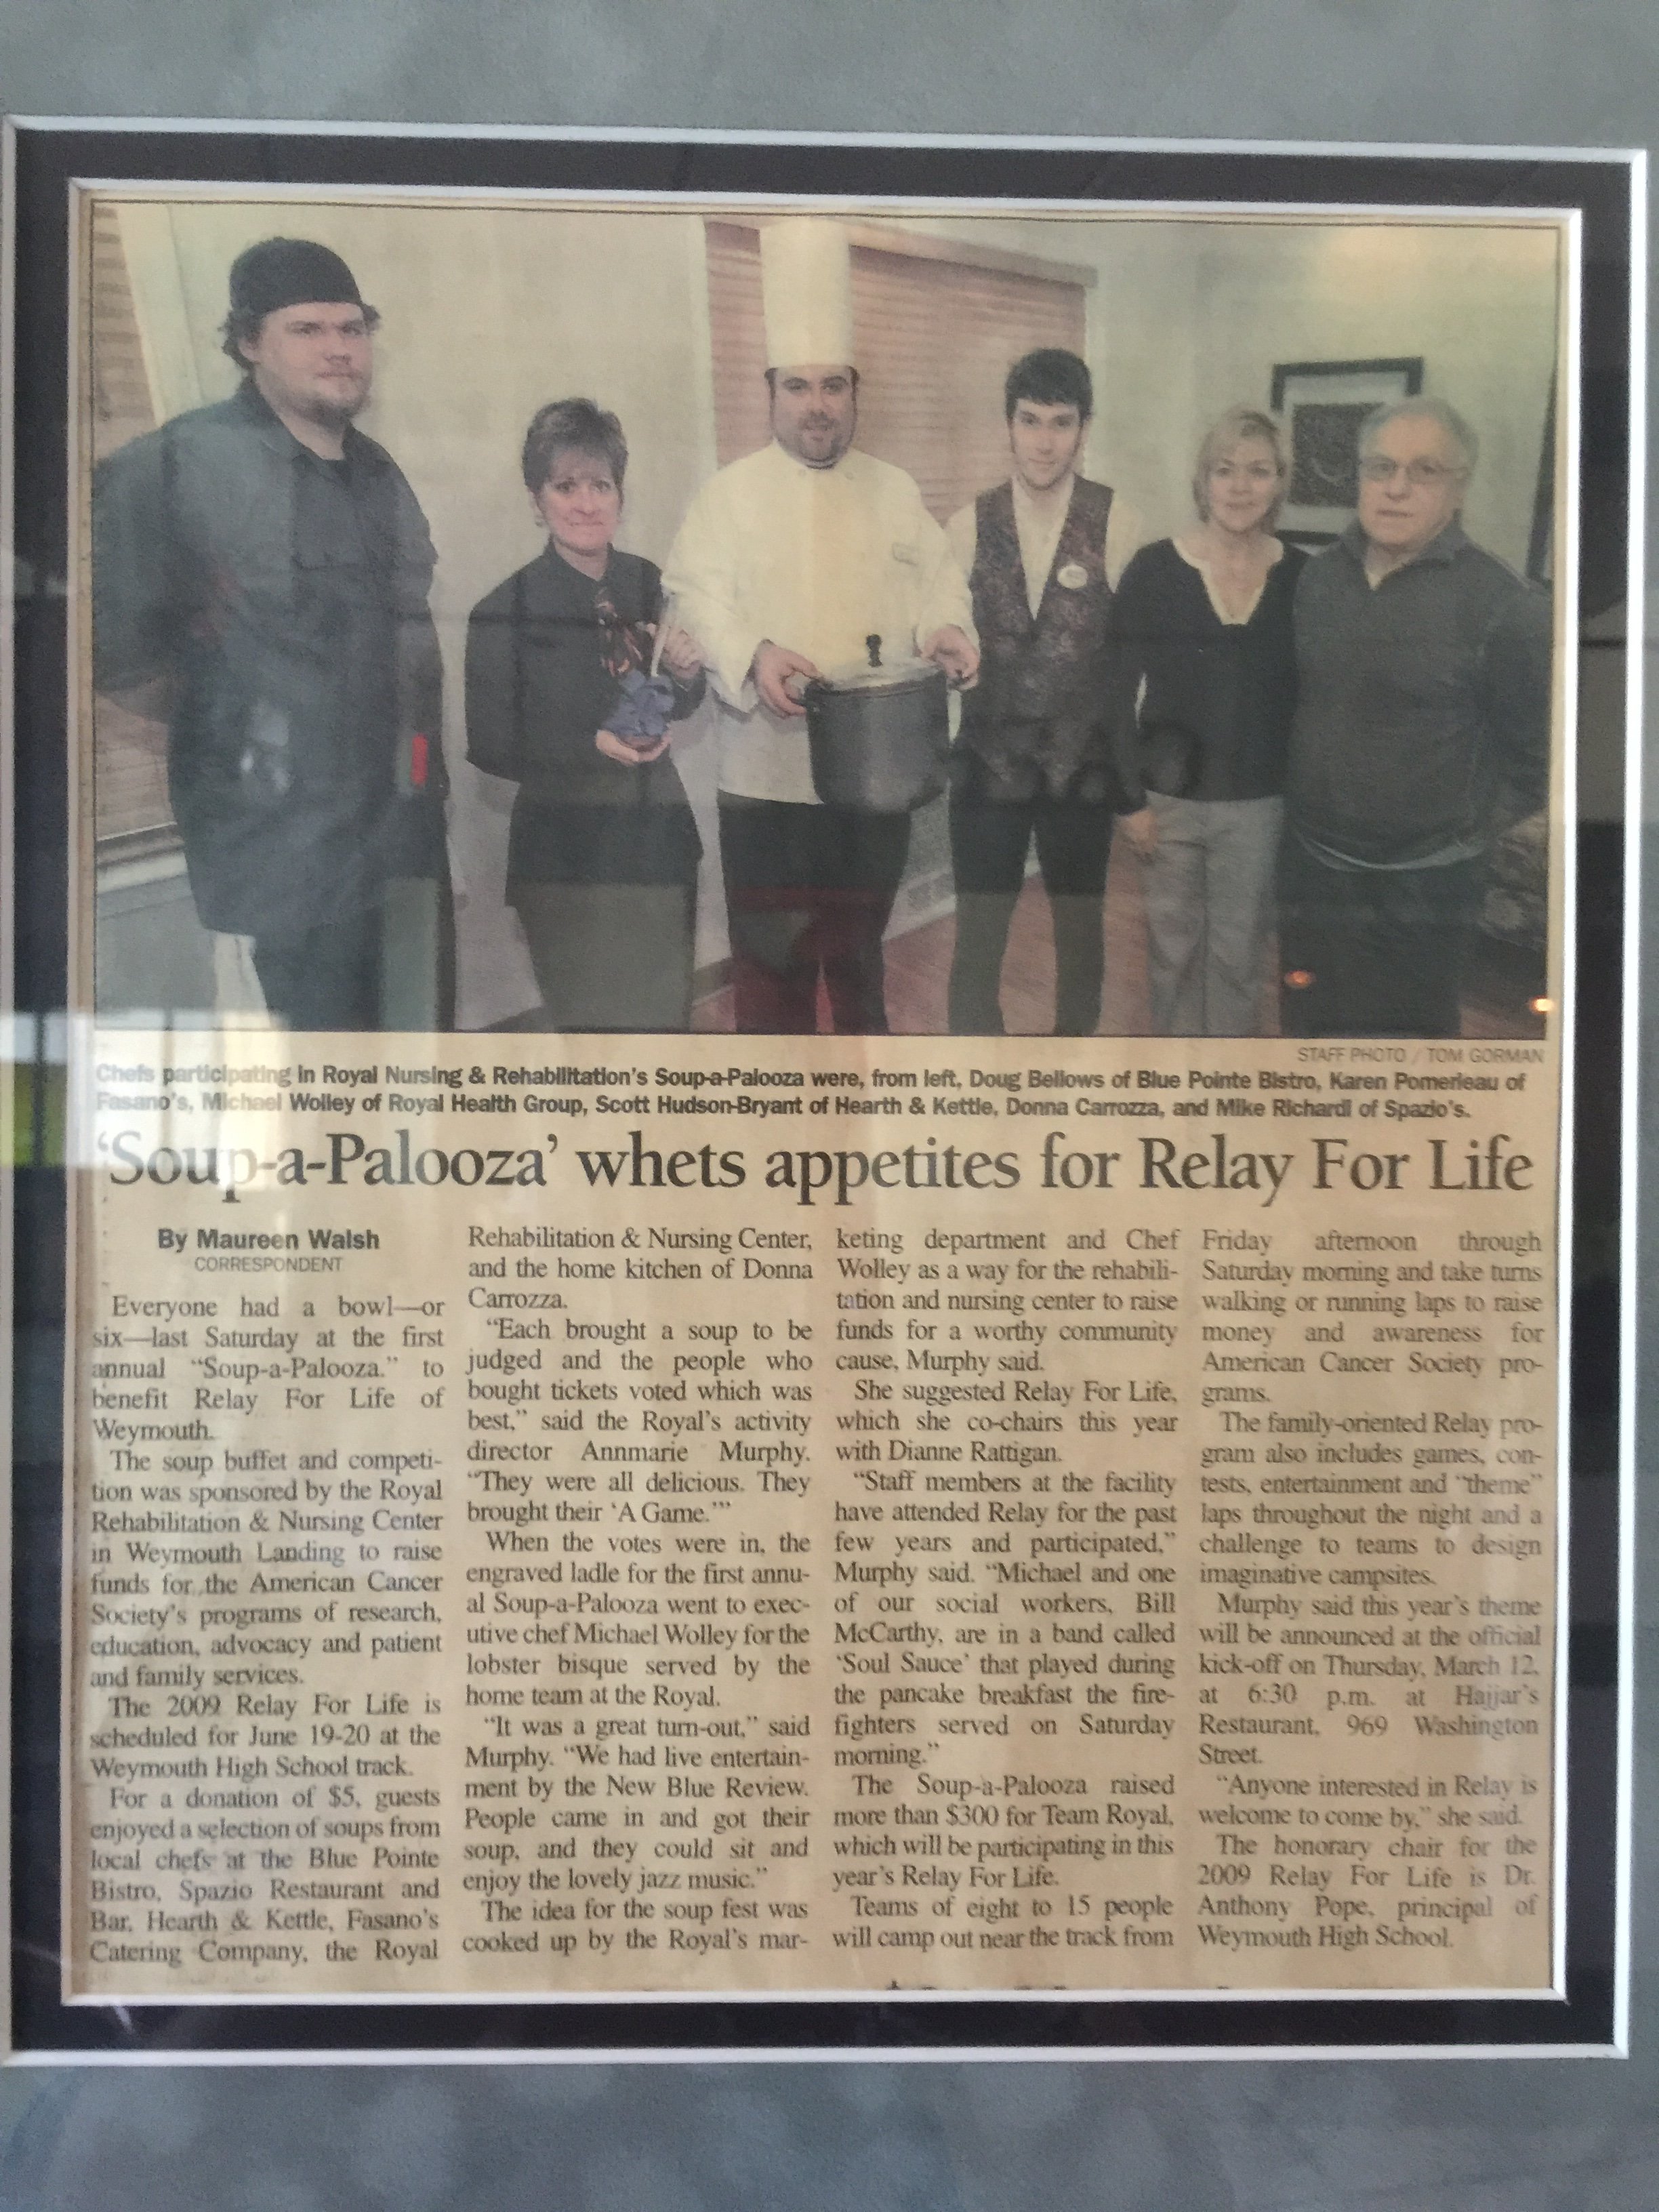 STAFF PHOTO / TOM GORMAN
Chefs participating in Royal Nursing & Rehabilitation's Soup-a-Palooza were, from left, Doug Bellows of Blue Pointe Bistro, Karen Pomerleau of
Fasano's, Michael Wolley of Royal Health Group, Scott Hudson-Bryant of Hearth & Kettle, Donna Carrozza, and Mike Richardi of Spazio's.
'Soup-a-Palooza' whets appetites for Relay For Life
By Maureen Walsh
CORRESPONDENT
Everyone had a bowl—or
six—last Saturday at the first
annual "Soup-a-Palooza." to
benefit Relay For Life of
Weymouth.
The soup buffet and competi-
tion was sponsored by the Royal
Rehabilitation & Nursing Center
in Weymouth Landing to raise
funds for the American Cancer
Society's programs of research,
education, advocacy and patient
and family services.
The 2009 Relay For Life is
scheduled for June 19-20 at the
Weymouth High School track.
For a donation of $5, guests
enjoyed a selection of soups from
local chefs at the Blue Pointe
Bistro, Spazio Restaurant and
Bar, Hearth & Kettle, Fasano's
Catering Company, the Royal
Rehabilitation & Nursing Center,
and the home kitchen of Donna
Carrozza.
"Each brought a soup to be
judged and the people who
bought tickets voted which was
best," said the Royal's activity
director Annmarie Murphy.
"They were all delicious. They
brought their 'A Game.'"
When the votes were in, the
engraved ladle for the first annu-
al Soup-a-Palooza went to exec-
utive chef Michael Wolley for the
lobster bisque served by the
home team at the Royal.
"It was a great turn-out," said
Murphy. "We had live entertain-
ment by the New Blue Review.
People came in and got their
soup, and they could sit and
enjoy the lovely jazz music."
The idea for the soup fest was
cooked up by the Royal's mar-
keting department and Chef
Wolley as a way for the rehabili-
tation and nursing center to raise
funds for a worthy community
cause, Murphy said.
She suggested Relay For Life,
which she co-chairs this year
with Dianne Rattigan.
"Staff members at the facility
have attended Relay for the past
few years and participated,"
Murphy said. "Michael and one
of our social workers, Bill
McCarthy, are in a band called
'Soul Sauce' that played during
the pancake breakfast the fire-
fighters served on Saturday
morning."
The Soup-a-Palooza raised
more than $300 for Team Royal,
which will be participating in this
year's Relay For Life.
Teams of eight to 15 people
will camp out near the track from
Friday afternoon through
Saturday morning and take turns
walking or running laps to raise
money and awareness for
American Cancer Society pro-
grams.
The family-oriented Relay pro-
gram also includes games, con-
tests, entertainment and "theme"
laps throughout the night and a
challenge to teams to design
imaginative campsites.
Murphy said this year's theme
will be announced at the official
kick-off on Thursday, March 12,
at 6:30 p.m. at Hajjar's
Restaurant, 969 Washington
Street.
"Anyone interested in Relay is
welcome to come by," she said.
The honorary chair for the
2009 Relay For Life is Dr.
Anthony Pope, principal of
Weymouth High School.